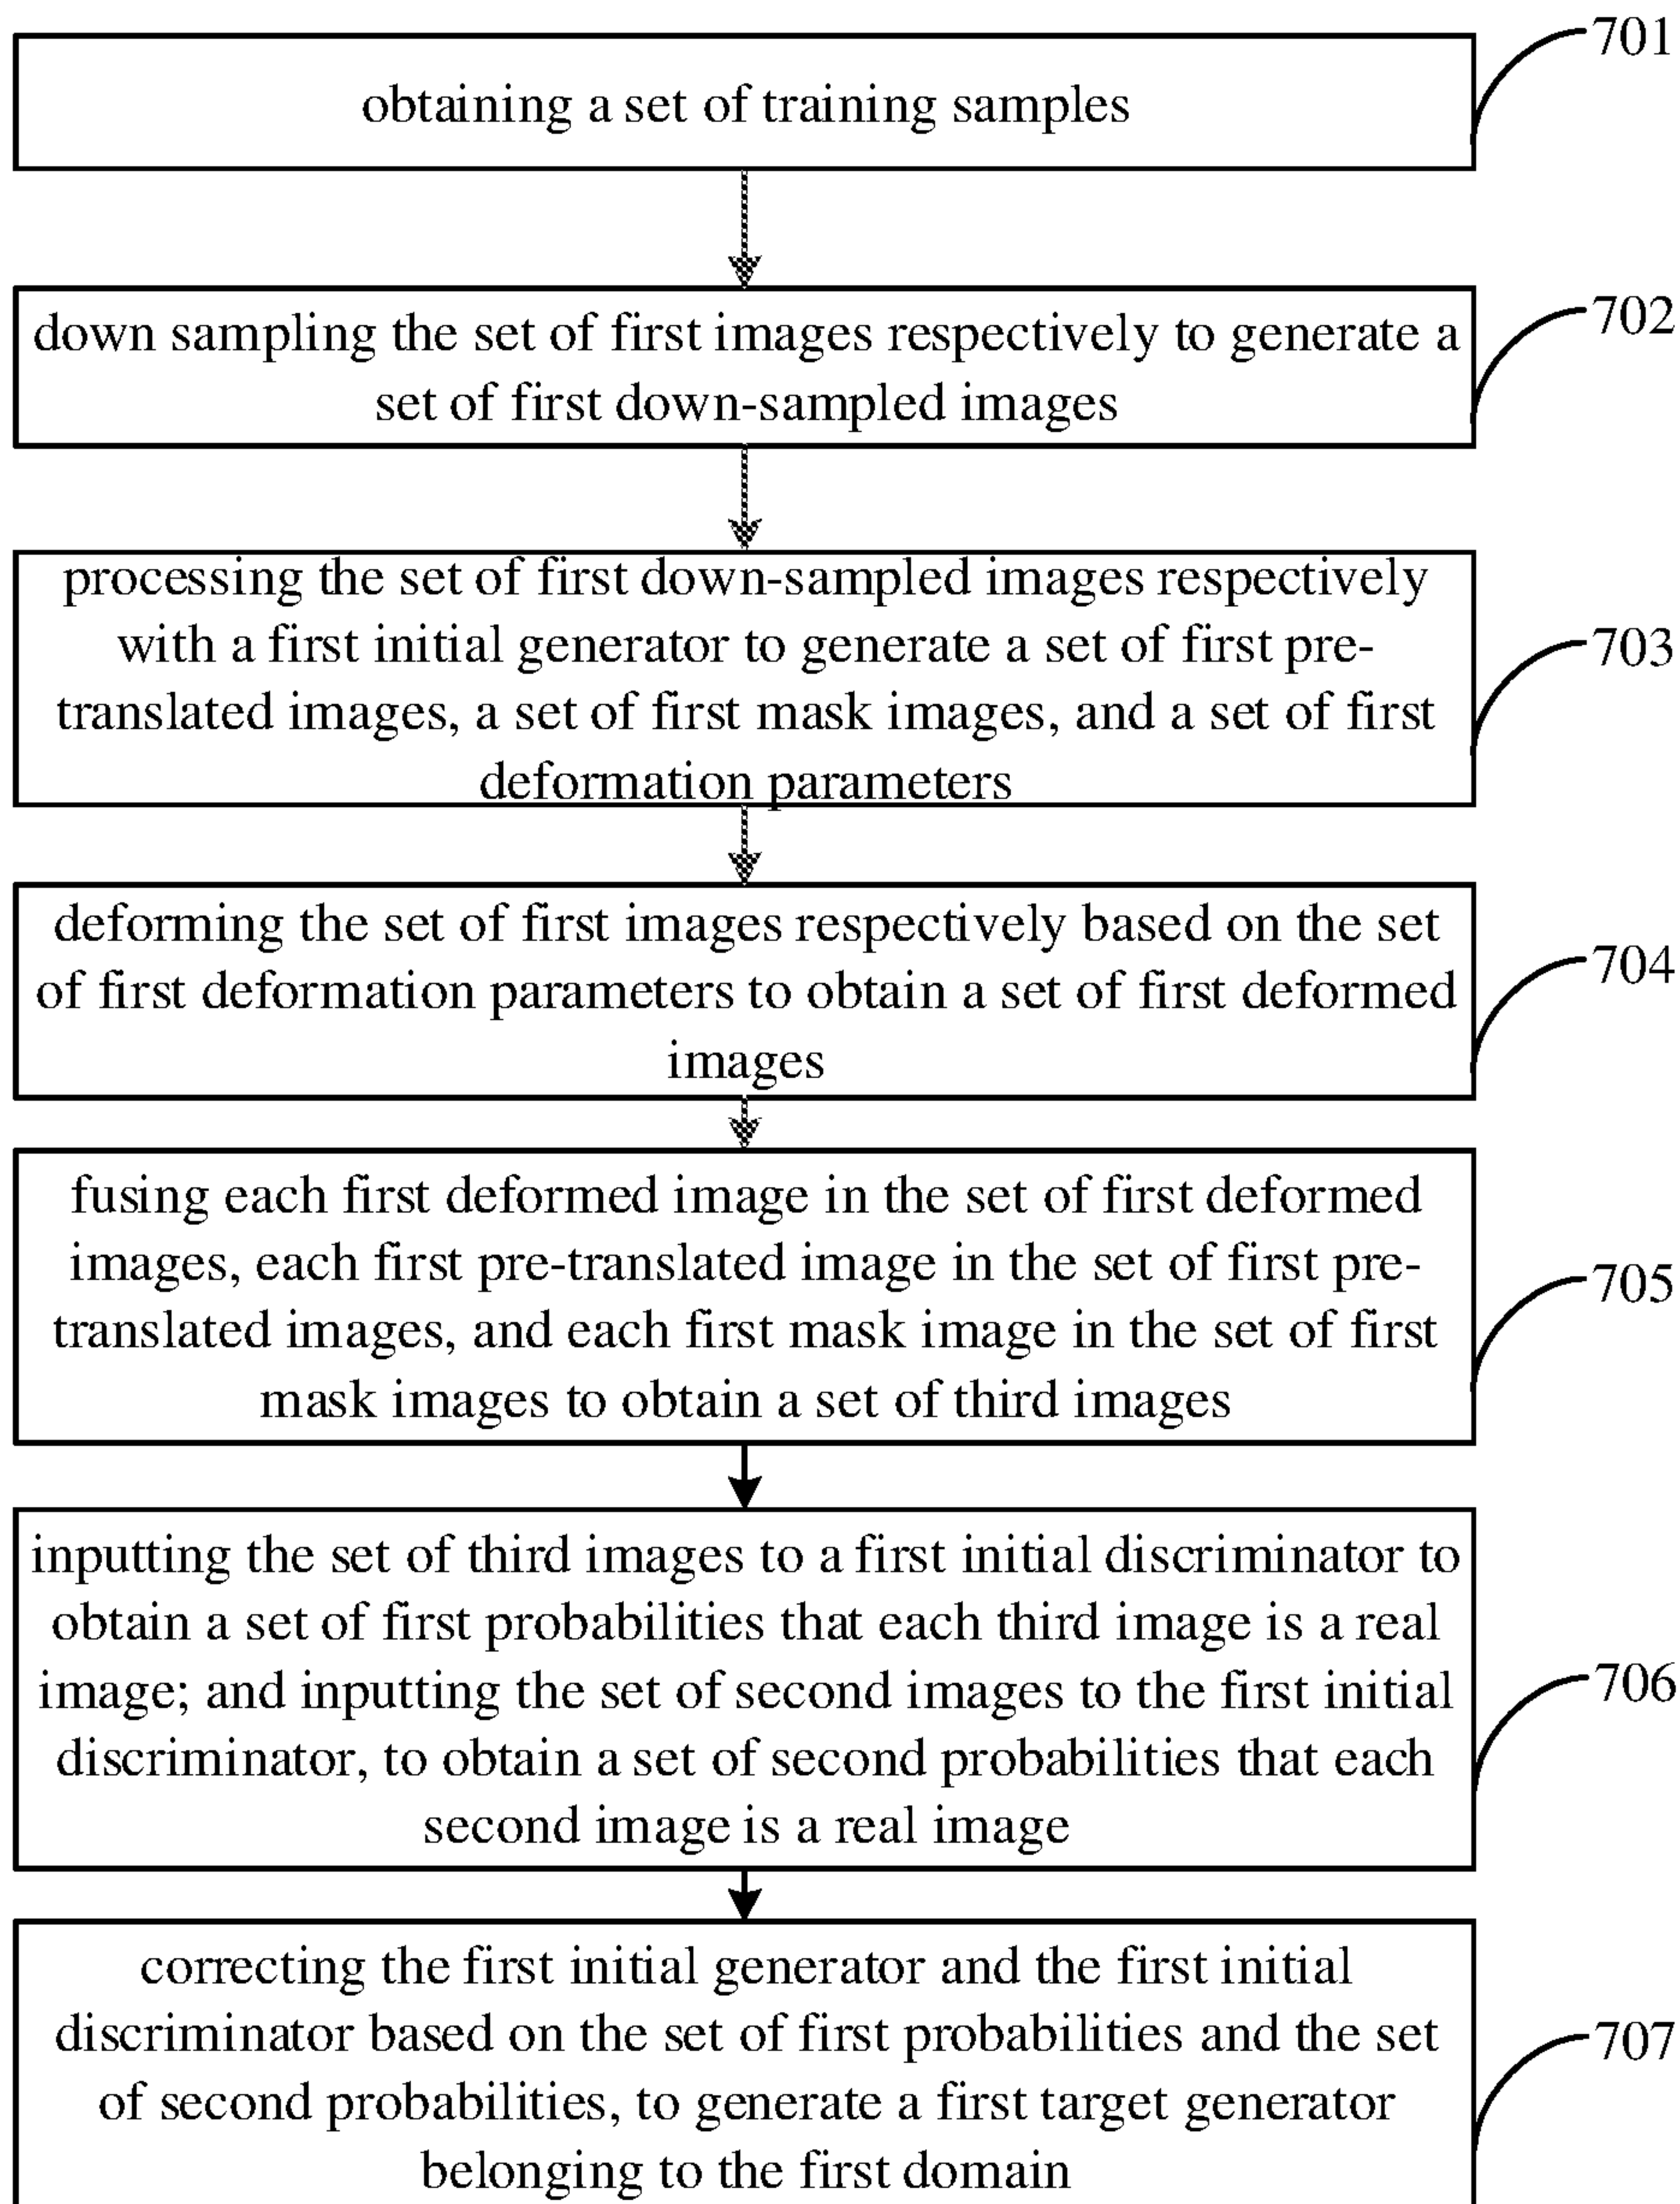 701
obtaining a set of training samples
702
down sampling the set of first images respectively to generate a
set of first down-sampled images
703
processing the set of first down-sampled images respectively
with a first initial generator to generate a set of first pre-
translated images, a set of first mask images, and a set of first
deformation parameters
704
deforming the set of first images respectively based on the set
of first deformation parameters to obtain a set of first deformed
images
705
fusing each first deformed image in the set of first deformed
images, each first pre-translated image in the set of first pre-
translated images, and each first mask image in the set of first
mask images to obtain a set of third images
706
inputting the set of third images to a first initial discriminator to
obtain a set of first probabilities that each third image is a real
image; and inputting the set of second images to the first initial
discriminator, to obtain a set of second probabilities that each
second image is a real image
707
correcting the first initial generator and the first initial
discriminator based on the set of first probabilities and the set
of second probabilities, to generate a first target generator
belonging to the first domain